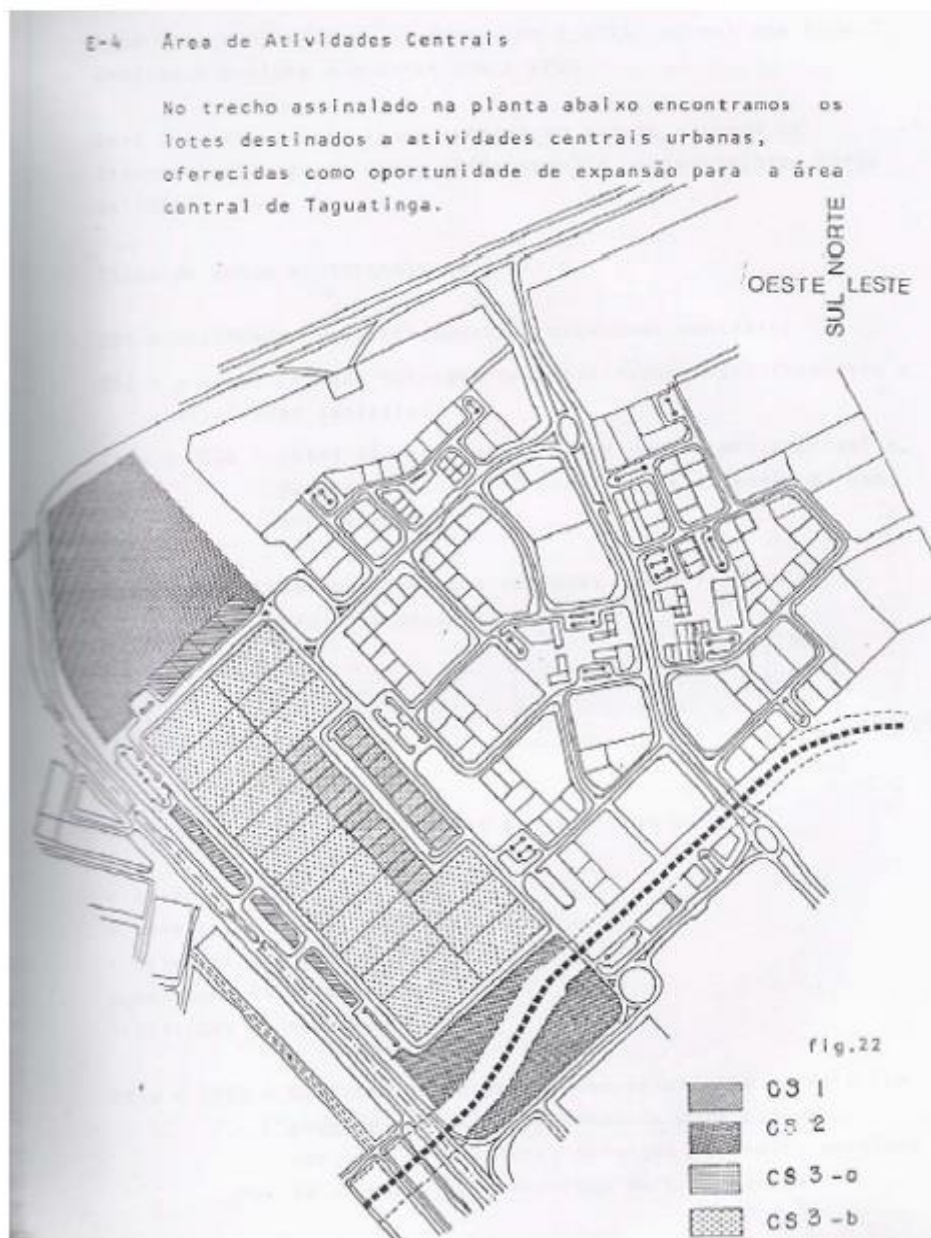 E-4 Área de Atividades Centrais
No trecho assinalado na planta abaixo encontramos os
lotes destinados a atividades centrais urbanas,
oferecidas como oportunidade de expansão para a área
central de Taguatinga.
SUL NORTE
OESTE LESTE
fig.22
CS 1
CS 2
CS 3-a
CS 3-b